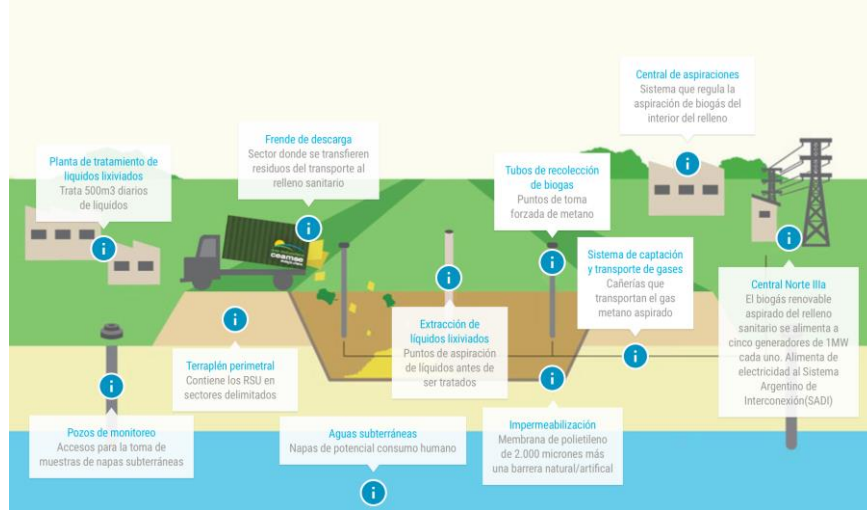 Central de aspiraciones
Sistema que regula la
aspiración de biogás del
interior del relleno
Frende de descarga
Sector donde se transfieren
residuos del transporte al
relleno sanitario
Planta de tratamiento de
liquidos lixiviados
Trata 500m3 diarios
de liquidos
Tubos de recolección
de biogas
Puntos de toma
forzada de metano
ceamse
Sistema de captación
y transporte de gases
Cañerías que
transportan el gas
metano aspirado
Central Norte IIIa
El biogás renovable
aspirado del relleno
sanitario se alimenta a
cinco generadores de 1MW
cada uno. Alimenta de
electricidad al Sistema
Argentino de
Interconexión(SADI)
Extracción de
líquidos lixiviados
Puntos de aspiración
de líquidos antes de
ser tratados
Terraplén perimetral
Contiene los RSU en
sectores delimitados
Pozos de monitoreo
Accesos para la toma de
muestras de napas subterráneas
Aguas subterráneas
Napas de potencial consumo humano
Impermeabilización
Membrana de polietileno
de 2.000 micrones más
una barrera natural/artifical